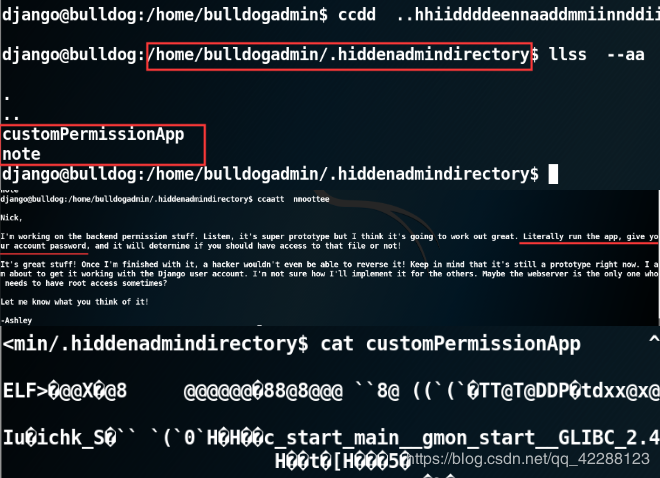 django@bulldog:/home/bulldogadmin$ ccdd  ..hhiiddddeennaaddmmiinnddii
django@bulldog:/home/bulldogadmin/.hiddenadmindirectory$ llss  --aa
.
..
customPermissionApp
note
django@bulldog:/home/bulldogadmin/.hiddenadmindirectory$
note
django@bulldog:/home/bulldogadmin/.hiddenadmindirectory$ ccaatt  nnoottee
Nick,
I'm working on the backend permission stuff. Listen, it's super prototype but I think it's going to work out great. Literally run the app, give yo
ur account password, and it will determine if you should have access to that file or not!
It's great stuff! Once I'm finished with it, a hacker wouldn't even be able to reverse it! Keep in mind that it's still a prototype right now. I a
m about to get it working with the Django user account. I'm not sure how I'll implement it for the others. Maybe the webserver is the only one who
needs to have root access sometimes?
Let me know what you think of it!
-Ashley
<min/.hiddenadmindirectory$ cat customPermissionApp ^
ELF>�@@X�@8 @@@@@@�88@8@@@ ``8@ ((`(`�TT@T@DDP�tdxx@x@
Iu�ichk_S�`` `(`0`H�H��c_start_main__gmon_start__GLIBC_2.4
H��t�[H���5�
https://blog.csdn.net/qq_42288123